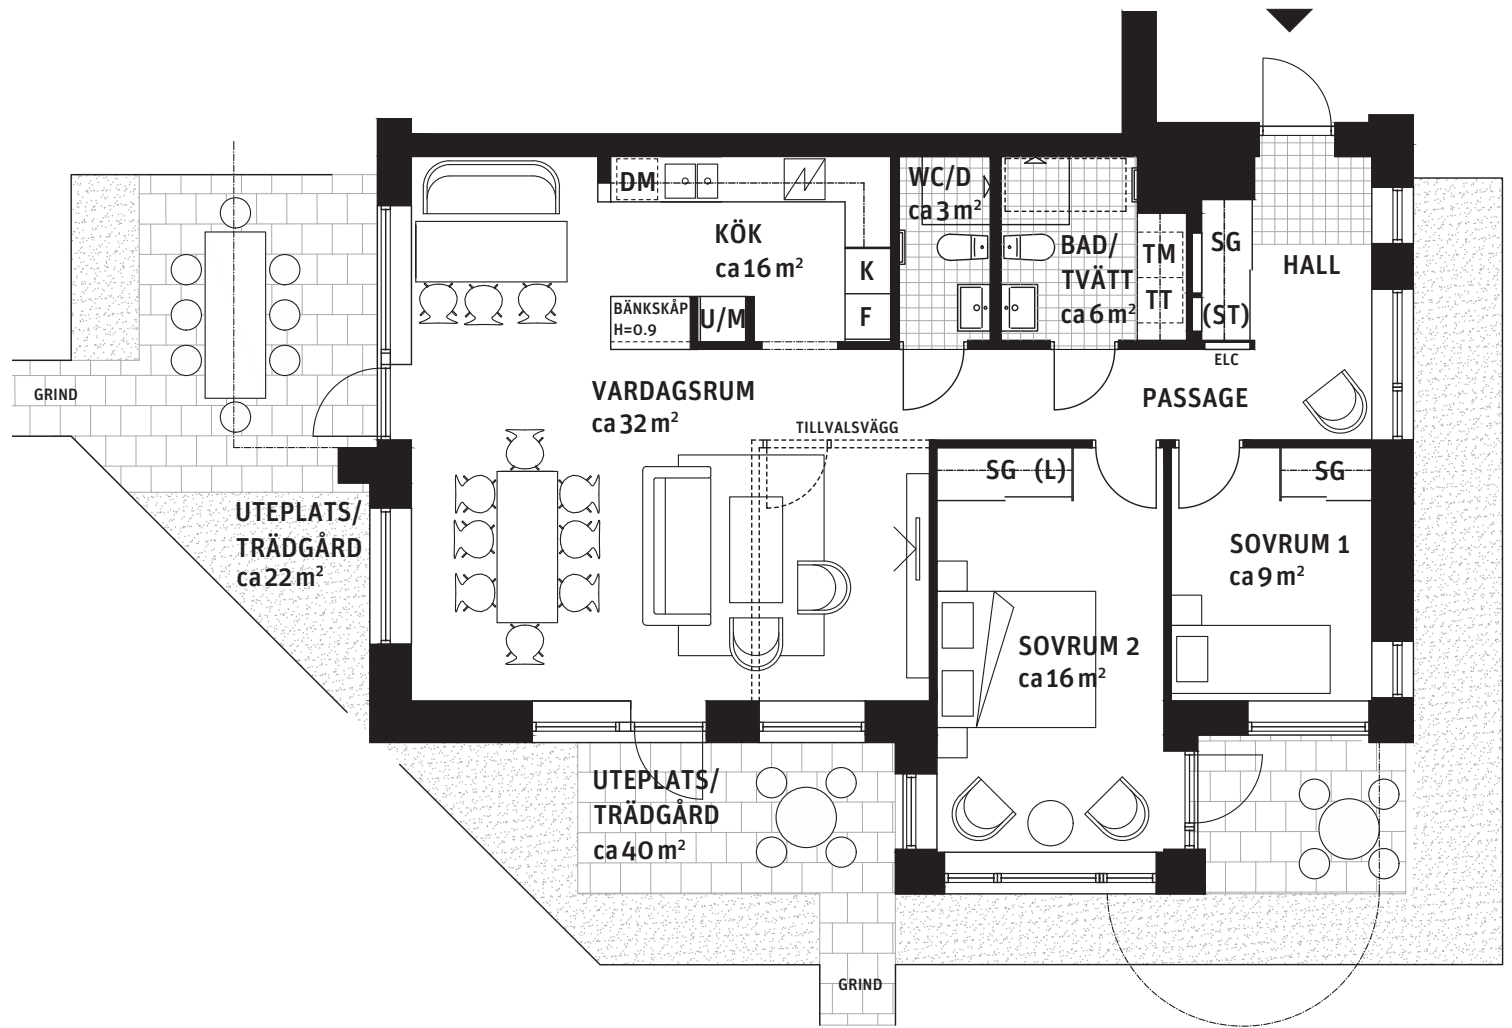 DM
WC/D
ca 3 m²
KÖK
ca 16 m²
K
F
BAD/
TVÄTT
ca 6 m²
TM
TT
SG
(ST)
HALL
BÄNKSKÅP
H=0.9
U/M
ELC
GRIND
VARDAGSRUM
ca 32 m²
PASSAGE
TILLVALSVÄGG
SG (L)
SG
UTEPLATS/
TRÄDGÅRD
ca 22 m²
SOVRUM 1
ca 9 m²
SOVRUM 2
ca 16 m²
UTEPLATS/
TRÄDGÅRD
ca 40 m²
GRIND